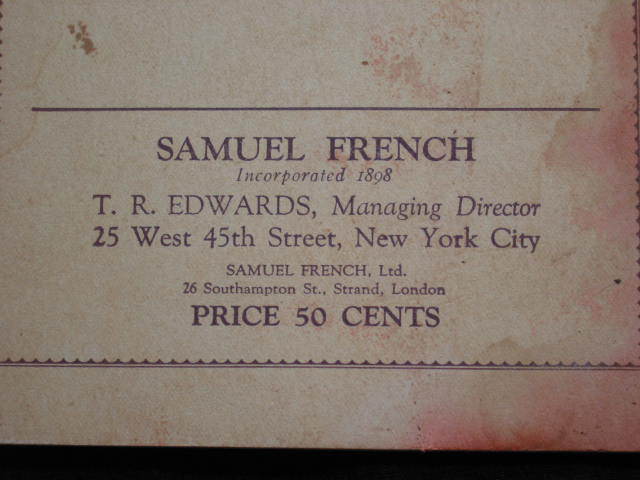 SAMUEL FRENCH
Incorporated 1898
T. R. EDWARDS, Managing Director
25 West 45th Street, New York City
SAMUEL FRENCH, Ltd.
26 Southampton St., Strand, London
PRICE 50 CENTS